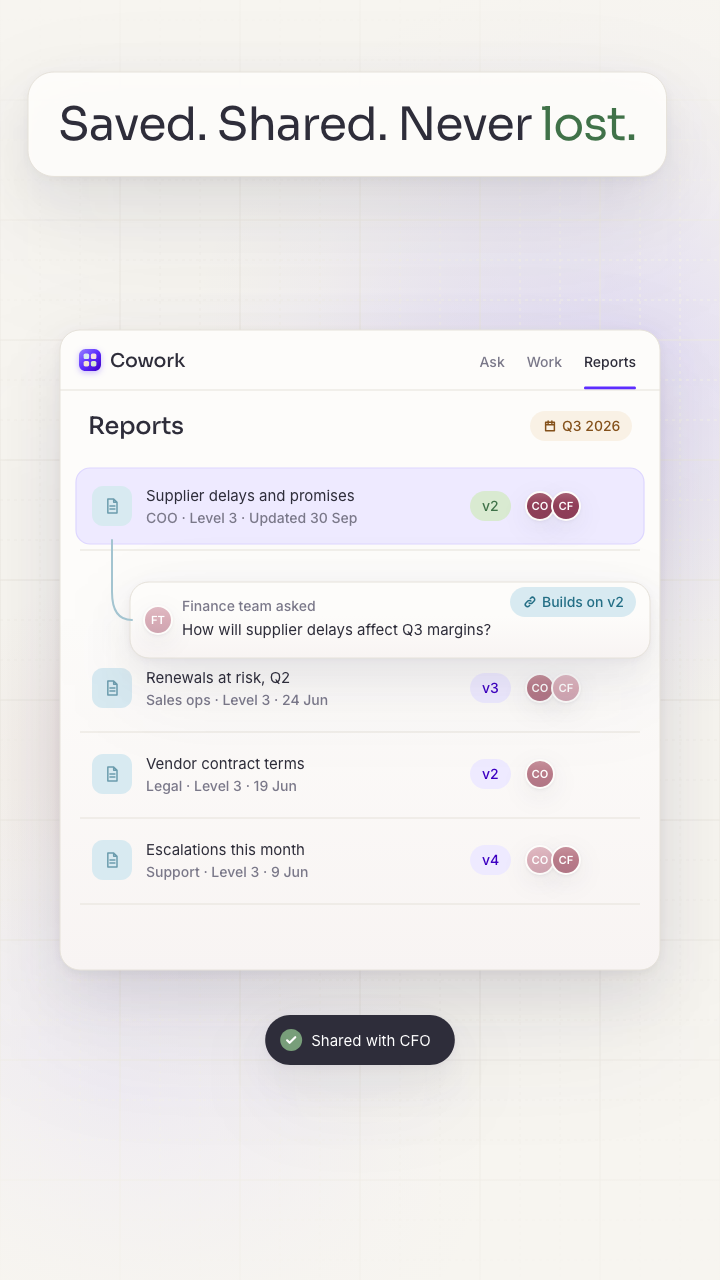 Saved. Shared. Never lost.
Cowork
Ask Work Reports
Reports
Q3 2026
Supplier delays and promises
COO · Level 3 · Updated 30 Sep
v2
CO CF
Finance team asked
FT
How will supplier delays affect Q3 margins?
Builds on v2
Renewals at risk, Q2
Sales ops · Level 3 · 24 Jun
v3
CO CF
Vendor contract terms
Legal · Level 3 · 19 Jun
v2
CO
Escalations this month
Support · Level 3 · 9 Jun
v4
CO CF
Shared with CFO